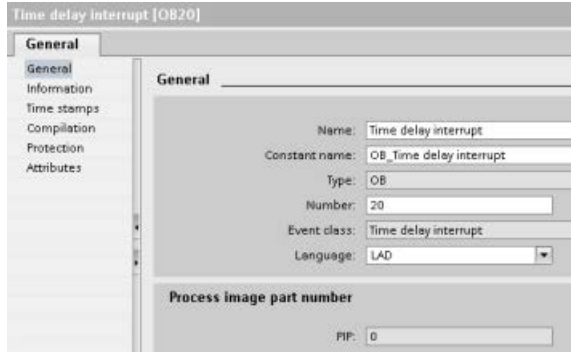 Time delay interrupt [OB20]
General
General
Information
Time stamps
Compilation
Protection
Attributes
General
Name: Time delay interrupt
Constant name: OB_Time delay interrupt
Type: OB
Number: 20
Event class: Time delay interrupt
Language: LAD
Process image part number
PIP: 0